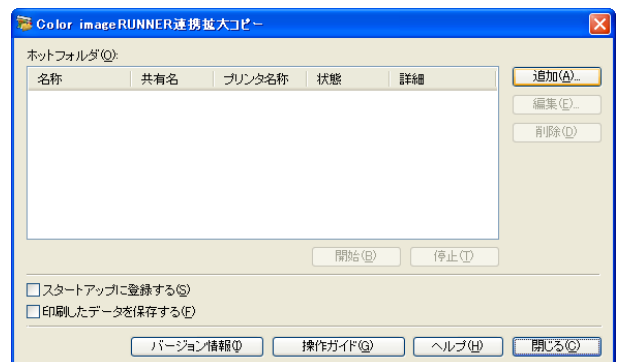 Color imageRUNNER連携拡大コピー
ホットフォルダ(O):
名称 共有名 プリンタ名称 状態 詳細
追加(A)...
編集(E)...
削除(D)
開始(B) 停止(T)
スタートアップに登録する(S)
印刷したデータを保存する(F)
バージョン情報(I) 操作ガイド(G) ヘルプ(H) 閉じる(C)